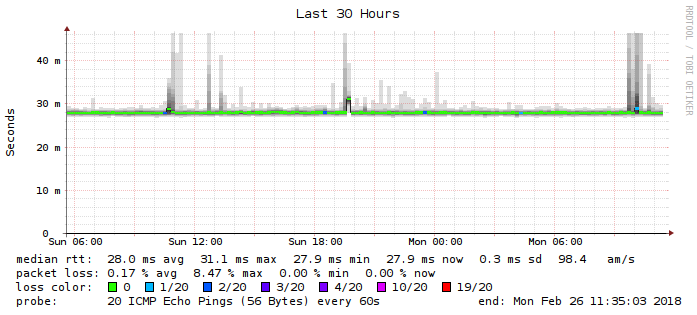 Last 30 Hours
RRDTOOL / TOBI OETIKER
Seconds
40 m
30 m
20 m
10 m
0
Sun 06:00 Sun 12:00 Sun 18:00 Mon 00:00 Mon 06:00
median rtt: 28.0 ms avg 31.1 ms max 27.9 ms min 27.9 ms now 0.3 ms sd 98.4 am/s
packet loss: 0.17 % avg 8.47 % max 0.00 % min 0.00 % now
loss color: 0 1/20 2/20 3/20 4/20 10/20 19/20
probe: 20 ICMP Echo Pings (56 Bytes) every 60s end: Mon Feb 26 11:35:03 2018